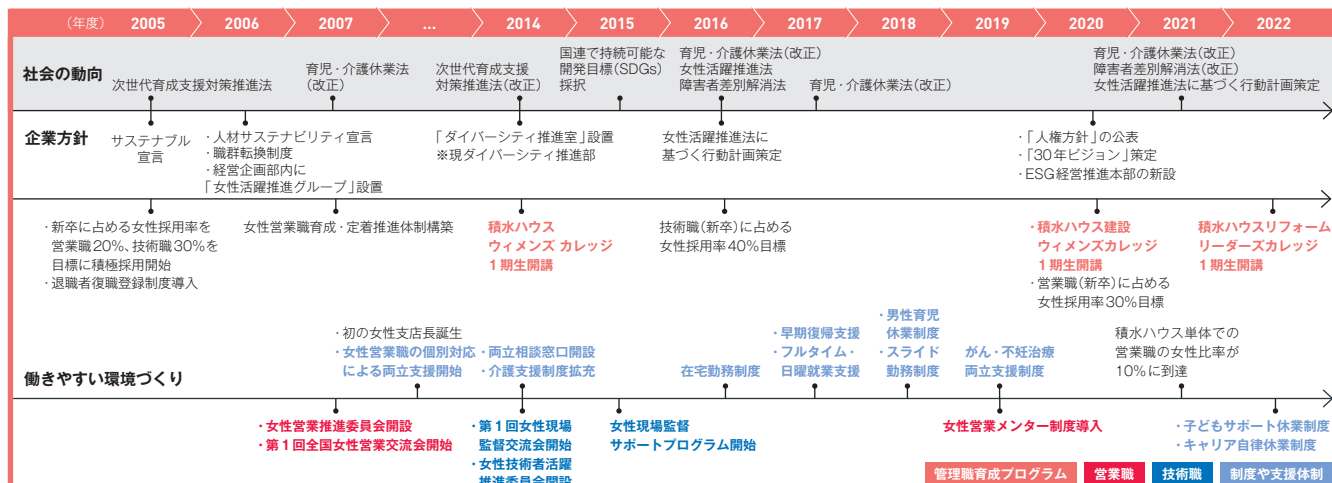 （年度） 2005 2006 2007 ... 2014 2015 2016 2017 2018 2019 2020 2021 2022
社会の動向
次世代育成支援対策推進法
育児・介護休業法
（改正）
次世代育成支援
対策推進法（改正）
国連で持続可能な
開発目標（SDGs）
採択
育児・介護休業法（改正）
女性活躍推進法
障害者差別解消法
育児・介護休業法（改正）
育児・介護休業法（改正）
障害者差別解消法（改正）
女性活躍推進法に基づく行動計画策定
企業方針
サステナブル
宣言
・人材サステナビリティ宣言
・職群転換制度
・経営企画部内に
「女性活躍推進グループ」設置
「ダイバーシティ推進室」設置
※現ダイバーシティ推進部
女性活躍推進法に
基づく行動計画策定
・「人権方針」の公表
・「30年ビジョン」策定
・ESG経営推進本部の新設
・新卒に占める女性採用率を
営業職20%、技術職30%を
目標に積極採用開始
・退職者復職登録制度導入
女性営業職育成・定着推進体制構築
積水ハウス
ウィメンズ カレッジ
1期生開講
技術職（新卒）に占める
女性採用率40%目標
・積水ハウス建設
ウィメンズカレッジ
1期生開講
・営業職（新卒）に占める
女性採用率30%目標
積水ハウスリフォーム
リーダーズカレッジ
1期生開講
働きやすい環境づくり
・初の女性支店長誕生
・女性営業職の個別対応
による両立支援開始
・両立相談窓口開設
・介護支援制度拡充
在宅勤務制度
・早期復帰支援
・フルタイム・
日曜就業支援
・男性育児
休業制度
・スライド
勤務制度
がん・不妊治療
両立支援制度
積水ハウス単体での
営業職の女性比率が
10%に到達
・女性営業推進委員会開設
・第1回全国女性営業交流会開始
・第1回女性現場
監督交流会開始
・女性技術者活躍
推進委員会開設
女性現場監督
サポートプログラム開始
女性営業メンター制度導入
・子どもサポート休業制度
・キャリア自律休業制度
管理職育成プログラム 営業職 技術職 制度や支援体制